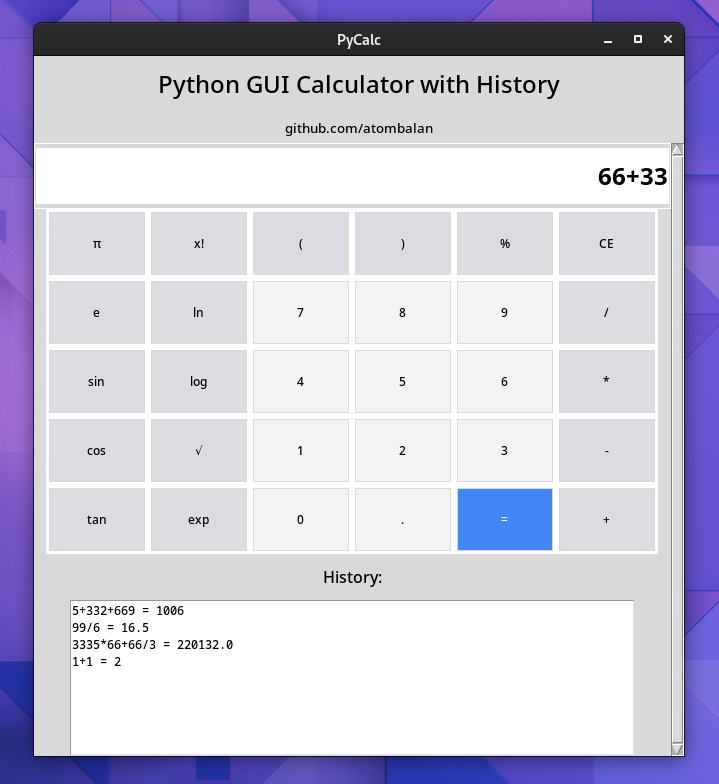 PyCalc
Python GUI Calculator with History
github.com/atombalan
66+33
π x! ( ) % CE
e ln 7 8 9 /
sin log 4 5 6 *
cos √ 1 2 3 -
tan exp 0 . = +
History:
5+332+669 = 1006
99/6 = 16.5
3335*66+66/3 = 220132.0
1+1 = 2